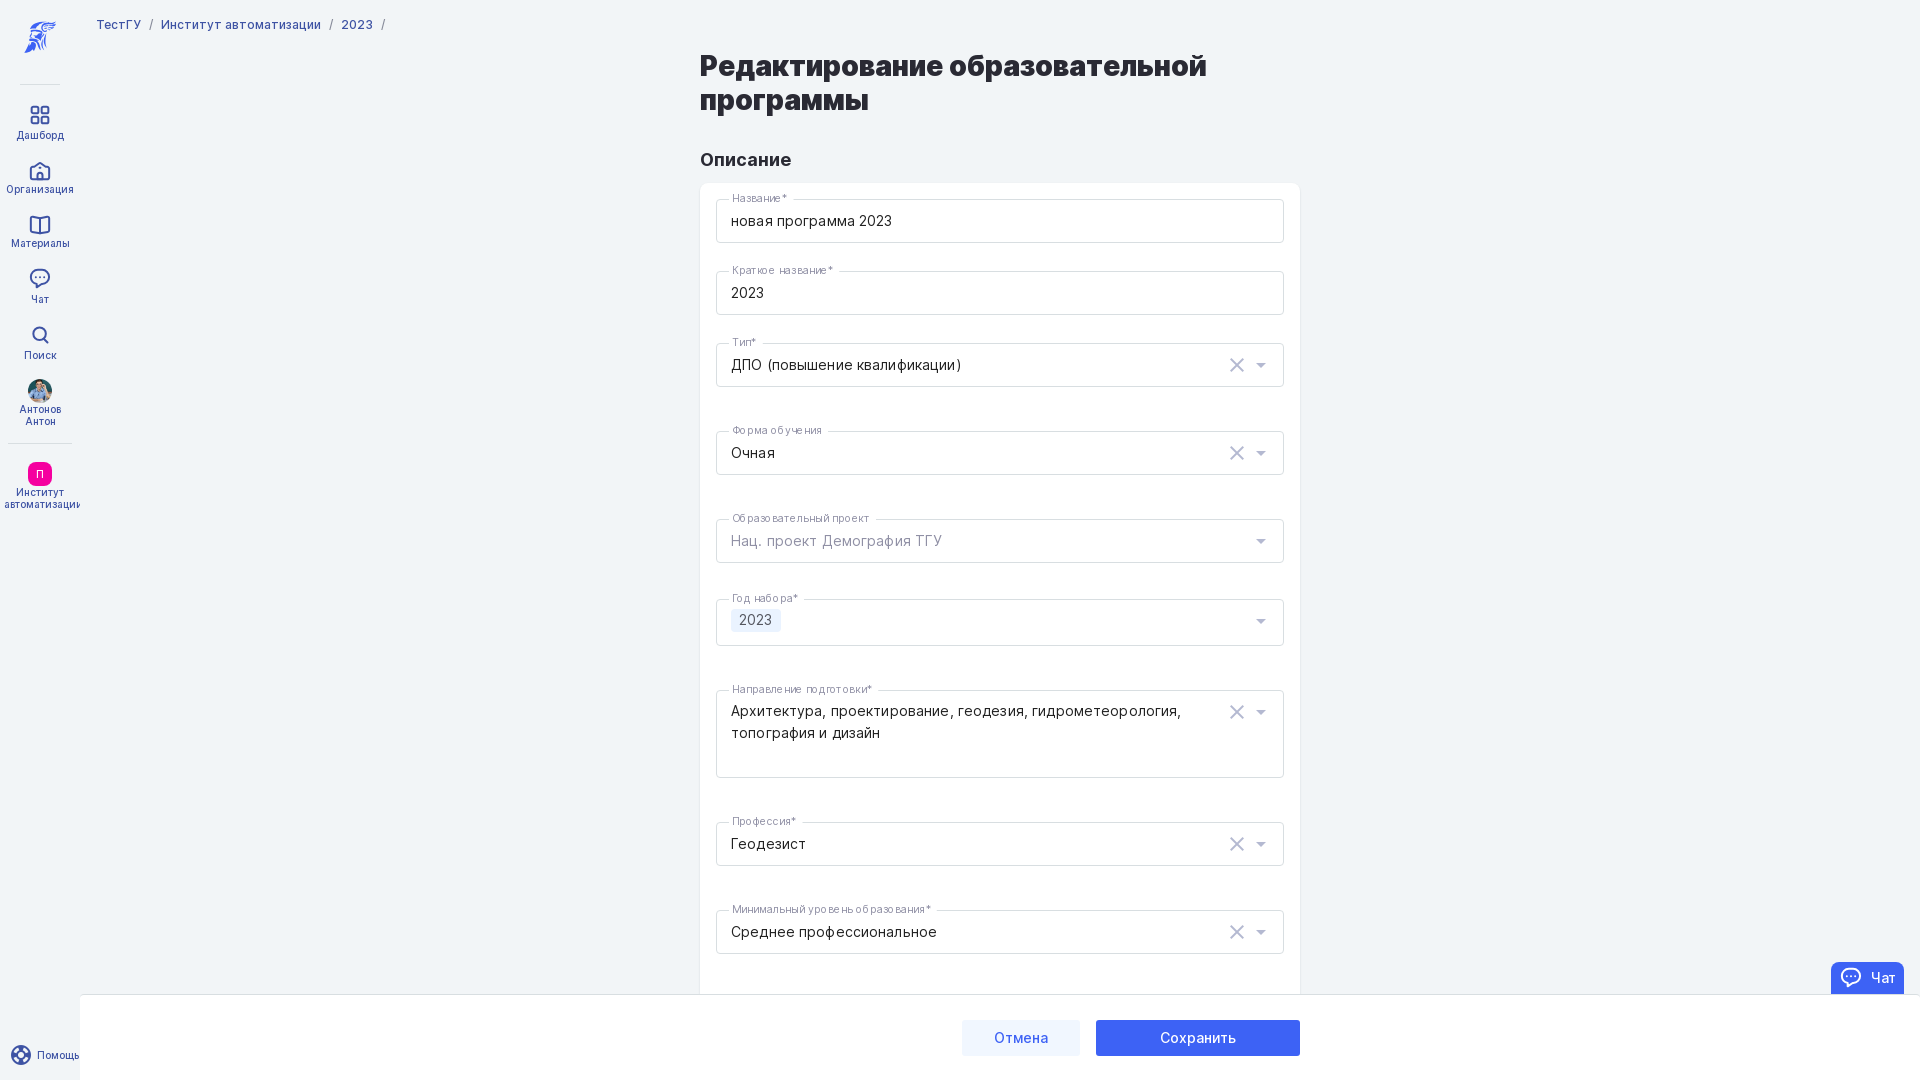 ТестГУ / Институт автоматизации / 2023 /
Редактирование образовательной
программы
Описание
Название*
новая программа 2023
Краткое название*
2023
Тип*
ДПО (повышение квалификации)
Форма обучения
Очная
Образовательный проект
Нац. проект Демография ТГУ
Год набора*
2023
Направление подготовки*
Архитектура, проектирование, геодезия, гидрометеорология,
топография и дизайн
Профессия*
Геодезист
Минимальный уровень образования*
Среднее профессиональное
Отмена
Сохранить
Чат
Дашборд
Организация
Материалы
Чат
Поиск
Антонов
Антон
П
Институт
автоматизации
Помощь